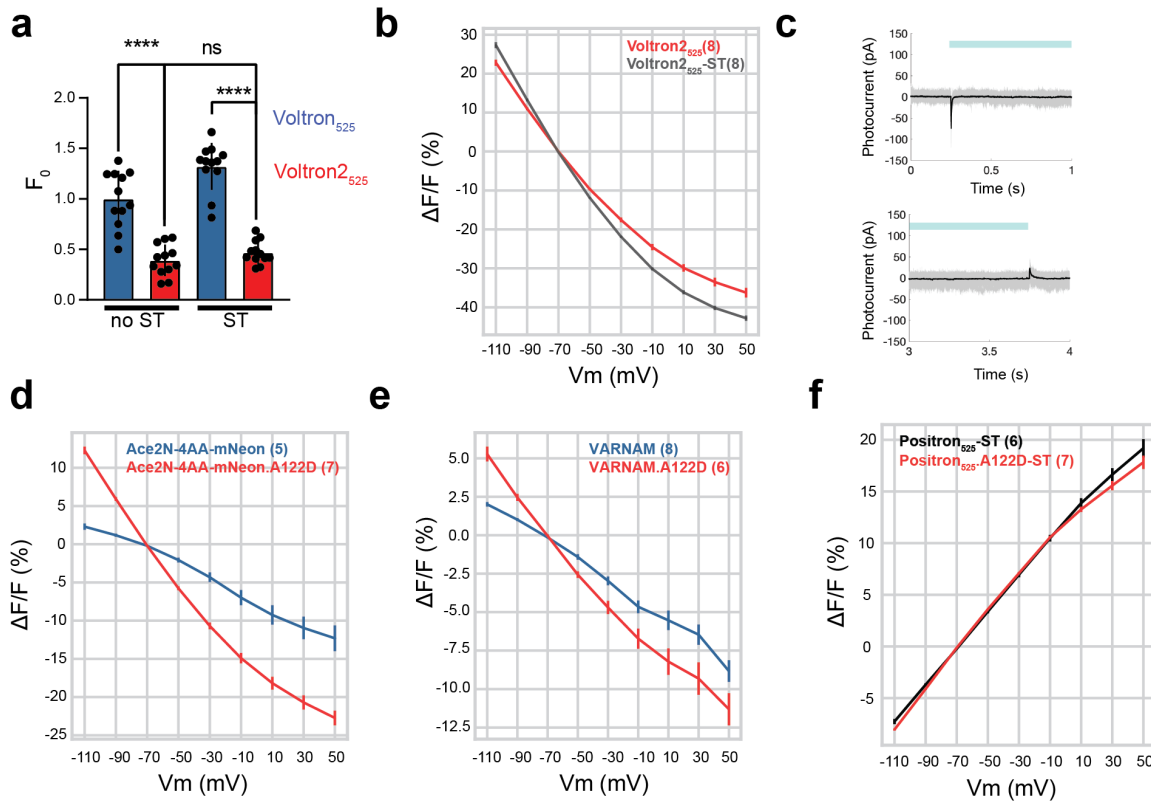 a
****
ns
****
Voltron525
Voltron2525
F0
2.0
1.5
1.0
0.5
0.0
no ST
ST
b
Voltron2525(8)
Voltron2525-ST(8)
ΔF/F (%)
30
20
10
0
-10
-20
-30
-40
-110 -90 -70 -50 -30 -10 10 30 50
Vm (mV)
c
Photocurrent (pA)
150
100
50
0
-50
-100
-150
0 0.5 1
Time (s)
Photocurrent (pA)
150
100
50
0
-50
-100
-150
3 3.5 4
Time (s)
d
Ace2N-4AA-mNeon (5)
Ace2N-4AA-mNeon.A122D (7)
ΔF/F (%)
10
5
0
-5
-10
-15
-20
-25
-110 -90 -70 -50 -30 -10 10 30 50
Vm (mV)
e
VARNAM (8)
VARNAM.A122D (6)
ΔF/F (%)
5.0
2.5
0.0
-2.5
-5.0
-7.5
-10.0
-12.5
-110 -90 -70 -50 -30 -10 10 30 50
Vm (mV)
f
Positron525-ST (6)
Positron525-A122D-ST (7)
ΔF/F (%)
20
15
10
5
0
-5
-110 -90 -70 -50 -30 -10 10 30 50
Vm (mV)